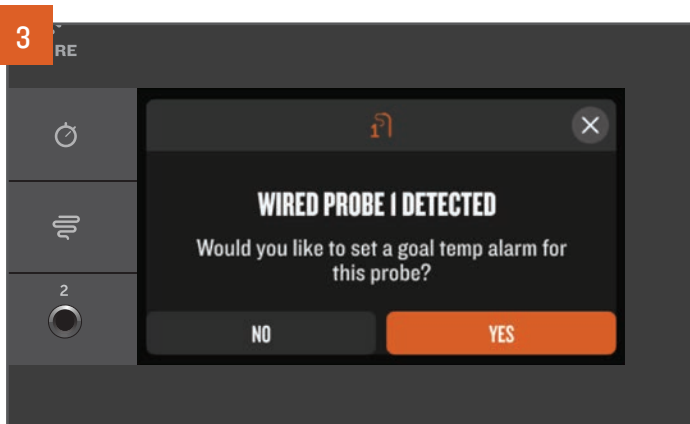 3
RE
1
WIRED PROBE 1 DETECTED
Would you like to set a goal temp alarm for
this probe?
2
NO
YES